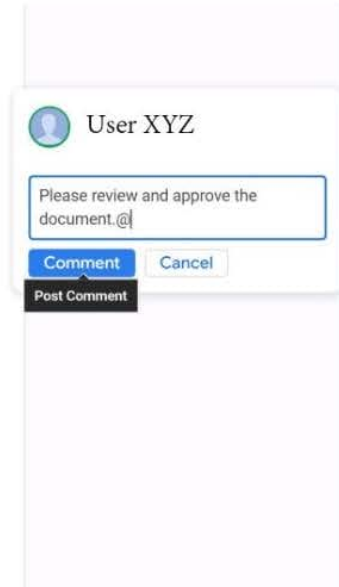 User XYZ
Please review and approve the
document.@
Comment Cancel
Post Comment